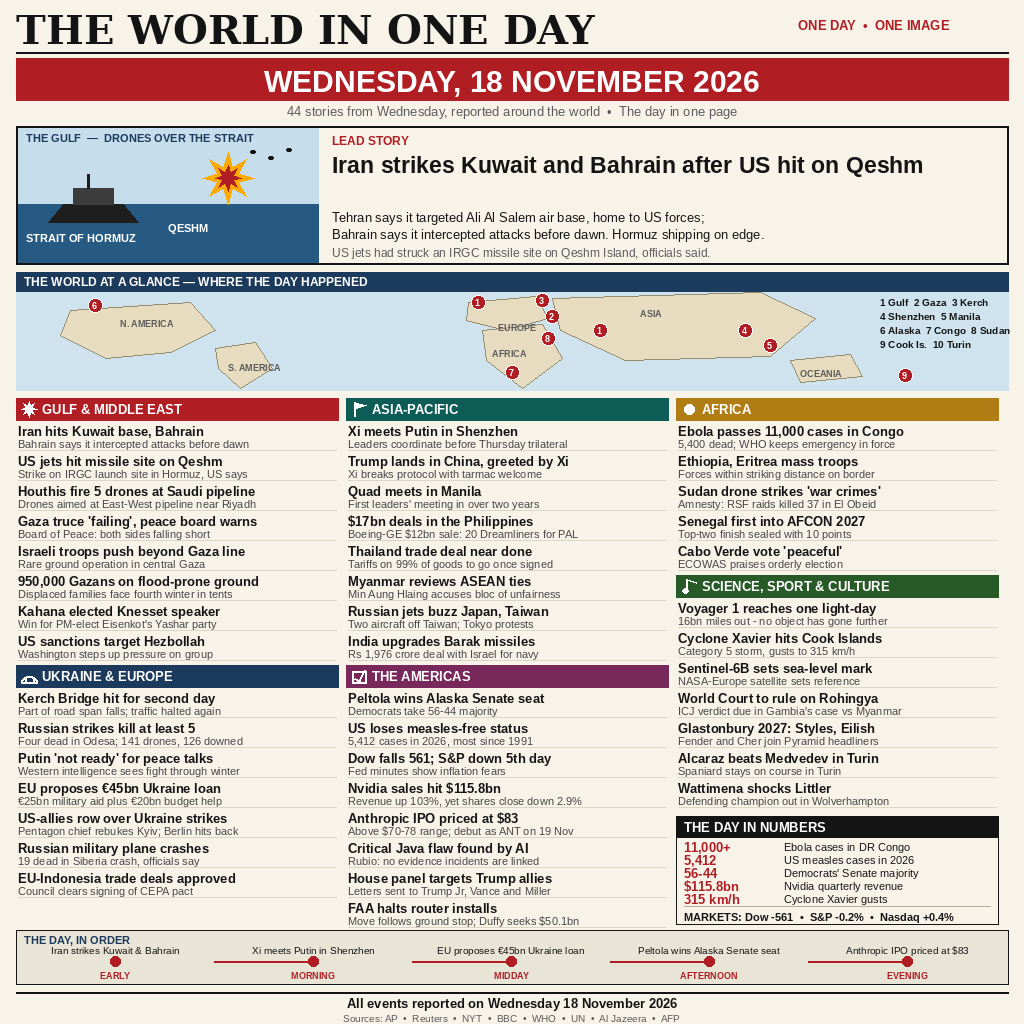 THE WORLD IN ONE DAY
ONE DAY • ONE IMAGE
WEDNESDAY, 18 NOVEMBER 2026
44 stories from Wednesday, reported around the world • The day in one page
THE GULF — DRONES OVER THE STRAIT
STRAIT OF HORMUZ
QESHM
LEAD STORY
Iran strikes Kuwait and Bahrain after US hit on Qeshm
Tehran says it targeted Ali Al Salem air base, home to US forces;
Bahrain says it intercepted attacks before dawn. Hormuz shipping on edge.
US jets had struck an IRGC missile site on Qeshm Island, officials said.
THE WORLD AT A GLANCE — WHERE THE DAY HAPPENED
6
N. AMERICA
S. AMERICA
1
3
2
EUROPE
8
AFRICA
7
ASIA
1
4
5
OCEANIA
9
1 Gulf 2 Gaza 3 Kerch
4 Shenzhen 5 Manila
6 Alaska 7 Congo 8 Sudan
9 Cook Is. 10 Turin
GULF & MIDDLE EAST
Iran hits Kuwait base, Bahrain
Bahrain says it intercepted attacks before dawn
US jets hit missile site on Qeshm
Strike on IRGC launch site in Hormuz, US says
Houthis fire 5 drones at Saudi pipeline
Drones aimed at East-West pipeline near Riyadh
Gaza truce 'failing', peace board warns
Board of Peace: both sides falling short
Israeli troops push beyond Gaza line
Rare ground operation in central Gaza
950,000 Gazans on flood-prone ground
Displaced families face fourth winter in tents
Kahana elected Knesset speaker
Win for PM-elect Eisenkot's Yashar party
US sanctions target Hezbollah
Washington steps up pressure on group
UKRAINE & EUROPE
Kerch Bridge hit for second day
Part of road span falls; traffic halted again
Russian strikes kill at least 5
Four dead in Odesa; 141 drones, 126 downed
Putin 'not ready' for peace talks
Western intelligence sees fight through winter
EU proposes €45bn Ukraine loan
€25bn military aid plus €20bn budget help
US-allies row over Ukraine strikes
Pentagon chief rebukes Kyiv; Berlin hits back
Russian military plane crashes
19 dead in Siberia crash, officials say
EU-Indonesia trade deals approved
Council clears signing of CEPA pact
ASIA-PACIFIC
Xi meets Putin in Shenzhen
Leaders coordinate before Thursday trilateral
Trump lands in China, greeted by Xi
Xi breaks protocol with tarmac welcome
Quad meets in Manila
First leaders' meeting in over two years
$17bn deals in the Philippines
Boeing-GE $12bn sale: 20 Dreamliners for PAL
Thailand trade deal near done
Tariffs on 99% of goods to go once signed
Myanmar reviews ASEAN ties
Min Aung Hlaing accuses bloc of unfairness
Russian jets buzz Japan, Taiwan
Two aircraft off Taiwan; Tokyo protests
India upgrades Barak missiles
Rs 1,976 crore deal with Israel for navy
THE AMERICAS
Peltola wins Alaska Senate seat
Democrats take 56-44 majority
US loses measles-free status
5,412 cases in 2026, most since 1991
Dow falls 561; S&P down 5th day
Fed minutes show inflation fears
Nvidia sales hit $115.8bn
Revenue up 103%, yet shares close down 2.9%
Anthropic IPO priced at $83
Above $70-78 range; debut as ANT on 19 Nov
Critical Java flaw found by AI
Rubio: no evidence incidents are linked
House panel targets Trump allies
Letters sent to Trump Jr, Vance and Miller
FAA halts router installs
Move follows ground stop; Duffy seeks $50.1bn
AFRICA
Ebola passes 11,000 cases in Congo
5,400 dead; WHO keeps emergency in force
Ethiopia, Eritrea mass troops
Forces within striking distance on border
Sudan drone strikes 'war crimes'
Amnesty: RSF raids killed 37 in El Obeid
Senegal first into AFCON 2027
Top-two finish sealed with 10 points
Cabo Verde vote 'peaceful'
ECOWAS praises orderly election
SCIENCE, SPORT & CULTURE
Voyager 1 reaches one light-day
16bn miles out - no object has gone further
Cyclone Xavier hits Cook Islands
Category 5 storm, gusts to 315 km/h
Sentinel-6B sets sea-level mark
NASA-Europe satellite sets reference
World Court to rule on Rohingya
ICJ verdict due in Gambia's case vs Myanmar
Glastonbury 2027: Styles, Eilish
Fender and Cher join Pyramid headliners
Alcaraz beats Medvedev in Turin
Spaniard stays on course in Turin
Wattimena shocks Littler
Defending champion out in Wolverhampton
THE DAY IN NUMBERS
11,000+ Ebola cases in DR Congo
5,412 US measles cases in 2026
56-44 Democrats' Senate majority
$115.8bn Nvidia quarterly revenue
315 km/h Cyclone Xavier gusts
MARKETS: Dow -561 • S&P -0.2% • Nasdaq +0.4%
THE DAY, IN ORDER
Iran strikes Kuwait & Bahrain
EARLY
Xi meets Putin in Shenzhen
MORNING
EU proposes €45bn Ukraine loan
MIDDAY
Peltola wins Alaska Senate seat
AFTERNOON
Anthropic IPO priced at $83
EVENING
All events reported on Wednesday 18 November 2026
Sources: AP • Reuters • NYT • BBC • WHO • UN • Al Jazeera • AFP